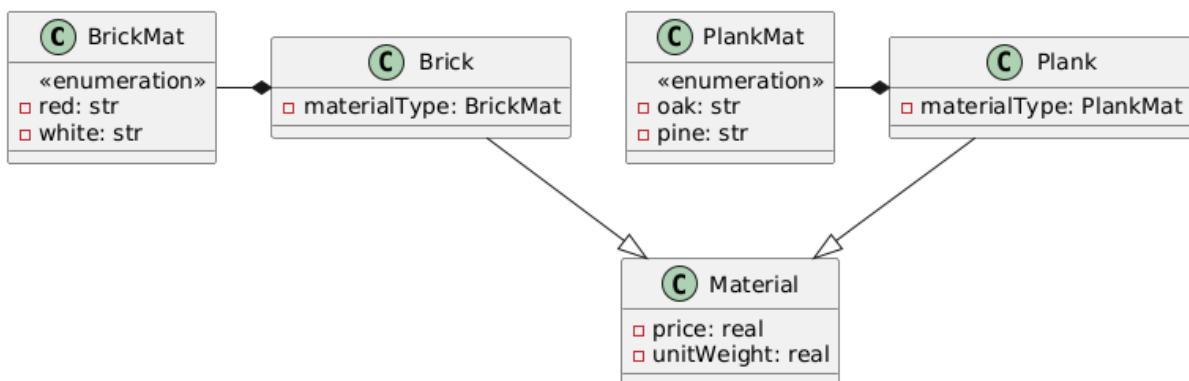 C BrickMat
«enumeration»
red: str
white: str
C Brick
materialType: BrickMat
C PlankMat
«enumeration»
oak: str
pine: str
C Plank
materialType: PlankMat
C Material
price: real
unitWeight: real